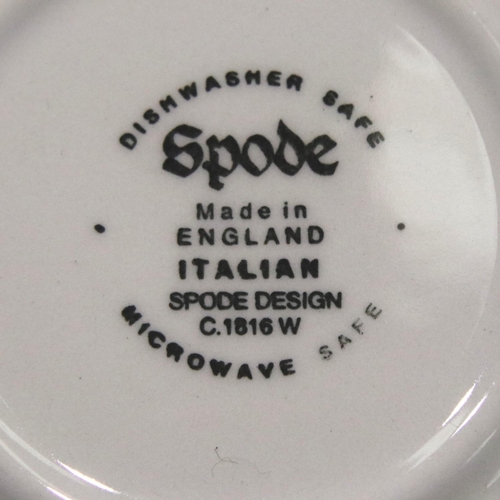 DISHWASHER SAFE
Spode
Made in
ENGLAND
ITALIAN
SPODE DESIGN
C.1816 W
MICROWAVE SAFE